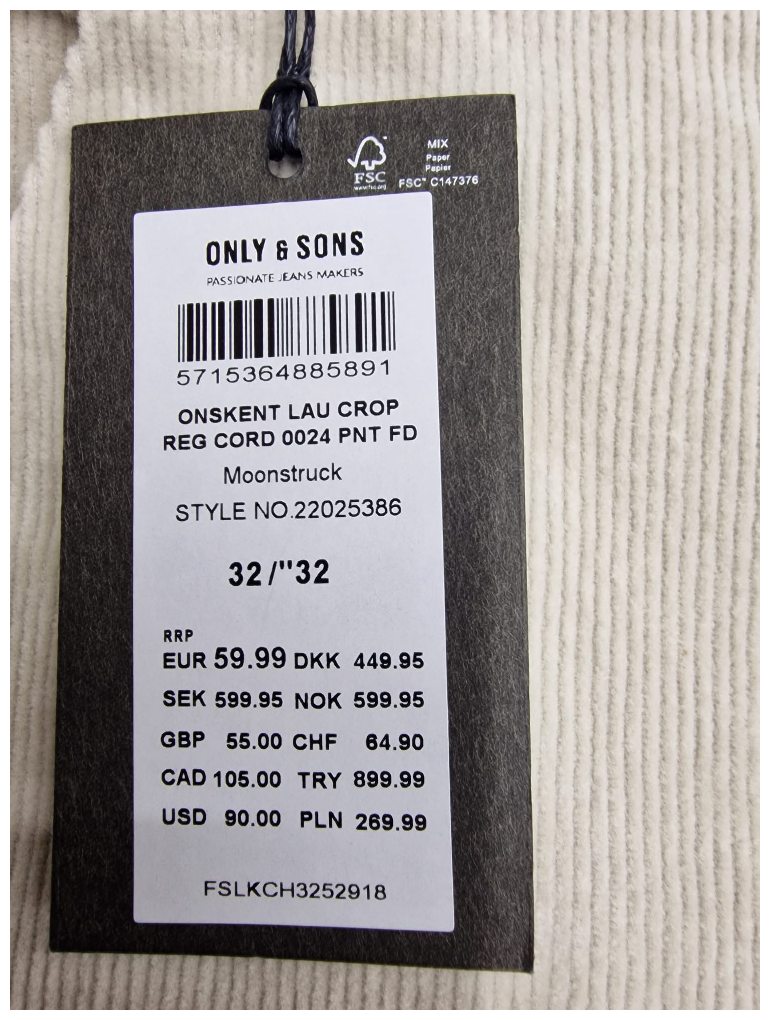 MIX
Paper
Papier
FSC
www.fsc.org
FSC™ C147376
ONLY & SONS
PASSIONATE JEANS MAKERS
5715364885891
ONSKENT LAU CROP
REG CORD 0024 PNT FD
Moonstruck
STYLE NO.22025386
32/"32
RRP
EUR 59.99 DKK 449.95
SEK 599.95 NOK 599.95
GBP 55.00 CHF 64.90
CAD 105.00 TRY 899.99
USD 90.00 PLN 269.99
FSLKCH3252918